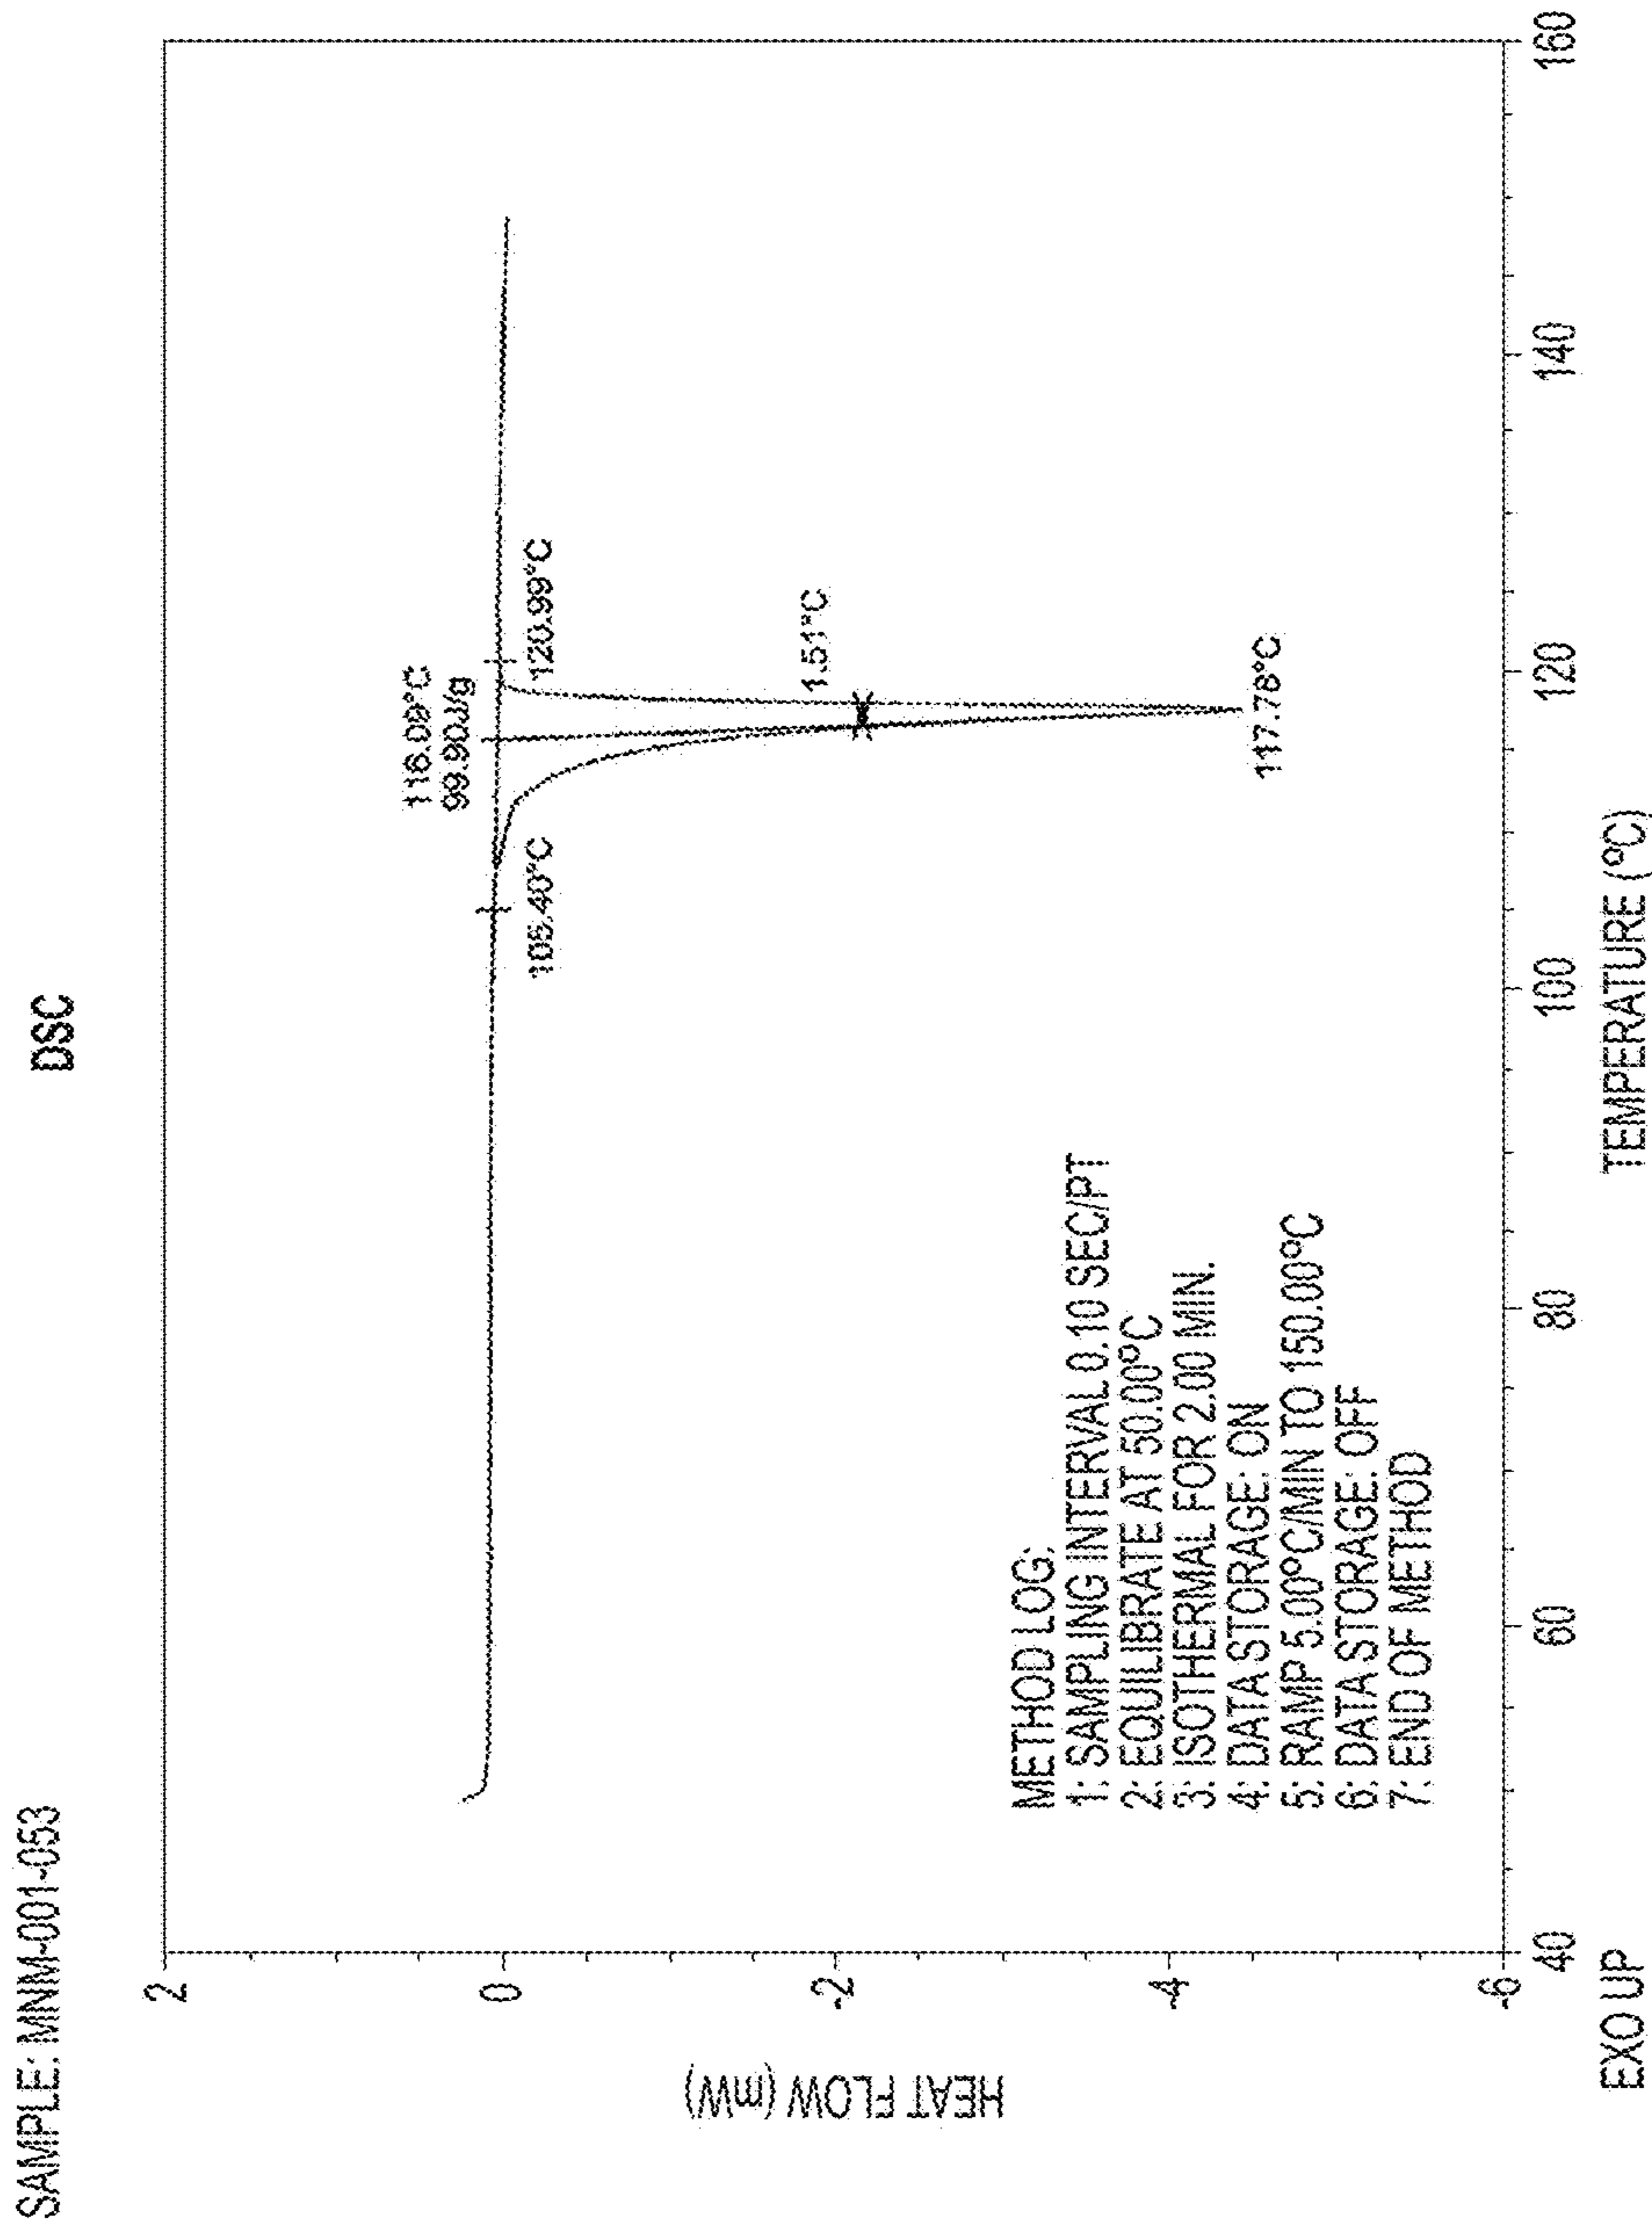 SAMPLE: MNM-001-053
DSC
2
0
-2
-4
-6
HEAT FLOW (mW)
116.09°C
99.90J/g
105.40°C
120.99°C
1.51°C
117.78°C
METHOD LOG:
1: SAMPLING INTERVAL 0.10 SEC/PT
2: EQUILIBRATE AT 50.00°C
3: ISOTHERMAL FOR 2.00 MIN.
4: DATA STORAGE: ON
5: RAMP 5.00°C/MIN TO 150.00°C
6: DATA STORAGE: OFF
7: END OF METHOD
40
60
80
100
120
140
160
EXO UP
TEMPERATURE (°C)